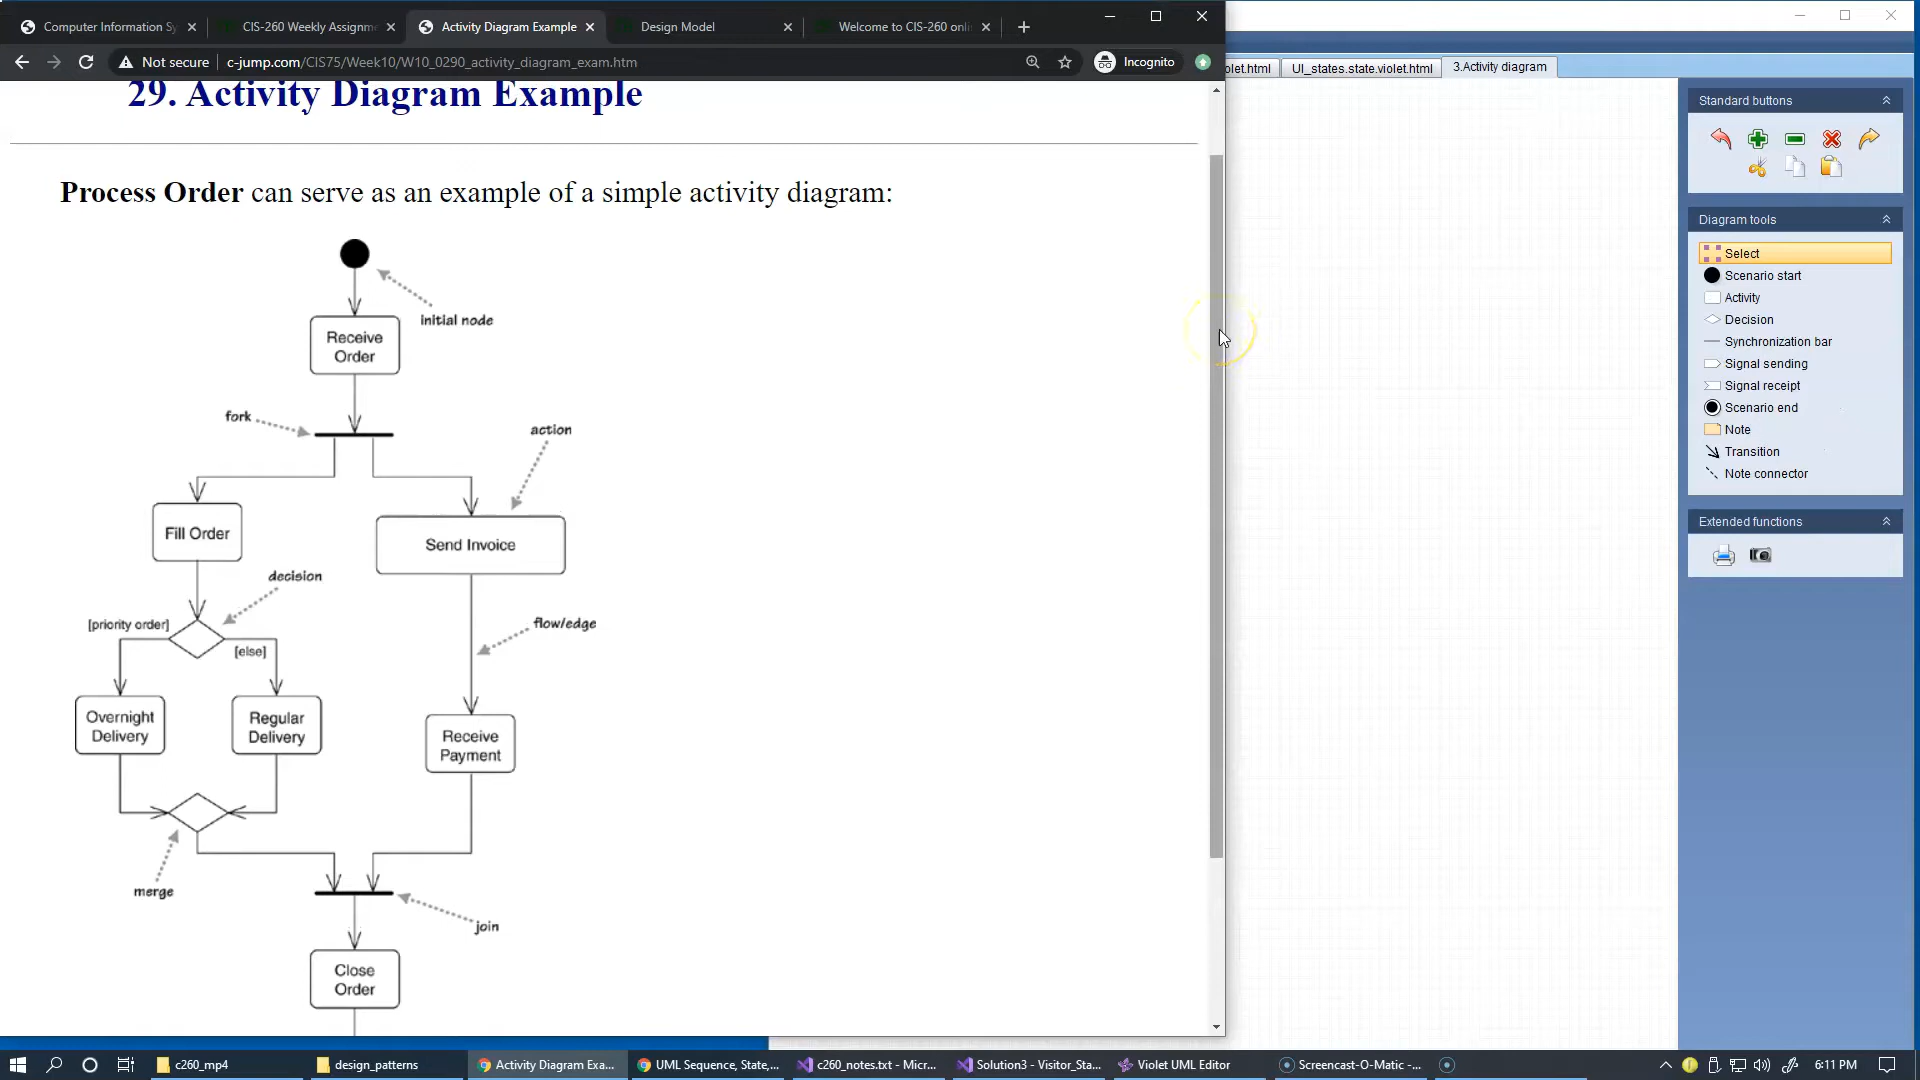 Computer Information Sy
CIS-260 Weekly Assignme
Activity Diagram Example
Design Model
Welcome to CIS-260 onli
Not secure
c-jump.com/CIS75/Week10/W10_0290_activity_diagram_exam.htm
Incognito
29. Activity Diagram Example
Process Order can serve as an example of a simple activity diagram:
initial node
Receive
Order
fork
action
Fill Order
Send Invoice
decision
[priority order]
[else]
flow/edge
Overnight
Delivery
Regular
Delivery
Receive
Payment
merge
join
Close
Order
olet.html
UI_states.state.violet.html
3.Activity diagram
Standard buttons
Diagram tools
Select
Scenario start
Activity
Decision
Synchronization bar
Signal sending
Signal receipt
Scenario end
Note
Transition
Note connector
Extended functions
c260_mp4
design_patterns
Activity Diagram Exa...
UML Sequence, State,...
c260_notes.txt - Micr...
Solution3 - Visitor_Sta...
Violet UML Editor
Screencast-O-Matic -...
6:11 PM